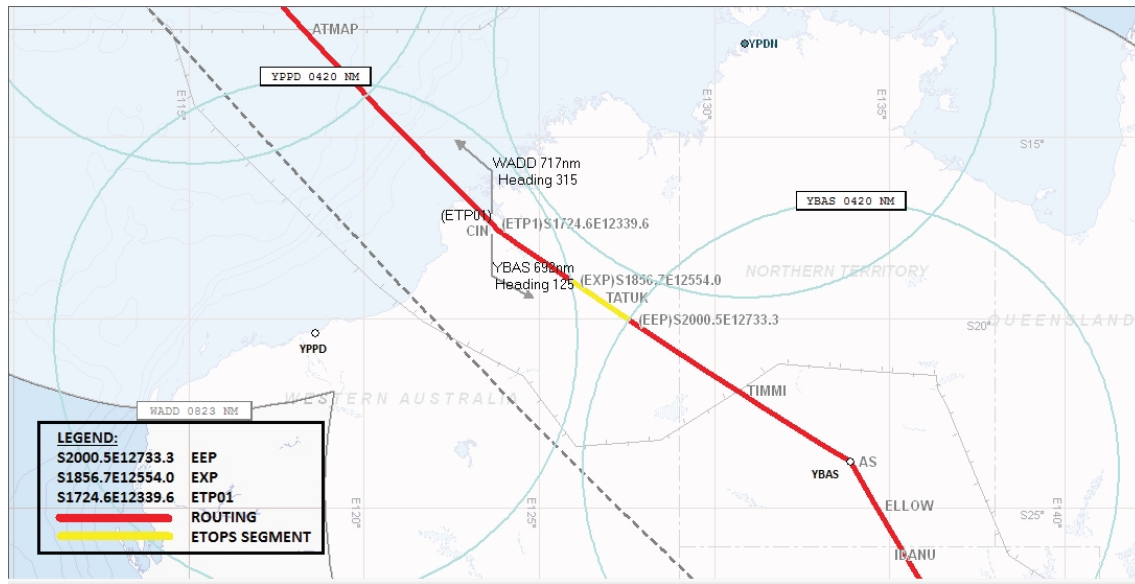 ATMAP
YPDN
YPPD 0420 NM
E115°
E130°
E135°
S15°
WADD 717nm
Heading 315
YBAS 0420 NM
(ETP01)
CIN
(ETP1)S1724.6E12339.6
YBAS 692nm
Heading 125
(EXP)S1856.7E12554.0
TATUK
NORTHERN TERRITORY
(EEP)S2000.5E12733.3
S20°
QUEENSLAND
YPPD
TIMMI
WESTERN AUSTRALIA
WADD 0823 NM
LEGEND:
S2000.5E12733.3 EEP
S1856.7E12554.0 EXP
S1724.6E12339.6 ETP01
ROUTING
ETOPS SEGMENT
YBAS
AS
ELLOW
E120°
E125°
S25°
E140°
IDANU